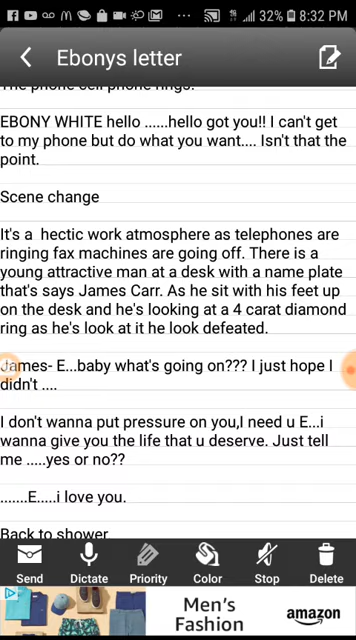 32% 8:32 PM
Ebonys letter
The phone cell phone rings.
EBONY WHITE hello ......hello got you!! I can't get
to my phone but do what you want.... Isn't that the
point.
Scene change
It's a  hectic work atmosphere as telephones are
ringing fax machines are going off. There is a
young attractive man at a desk with a name plate
that's says James Carr. As he sit with his feet up
on the desk and he's looking at a 4 carat diamond
ring as he's look at it he look defeated.
James- E...baby what's going on??? I just hope I
didn't ....
I don't wanna put pressure on you,I need u E...i
wanna give you the life that u deserve. Just tell
me .....yes or no??
.......E.....i love you.
Back to shower
Send Dictate Priority Color Stop Delete
Men's
Fashion
amazon